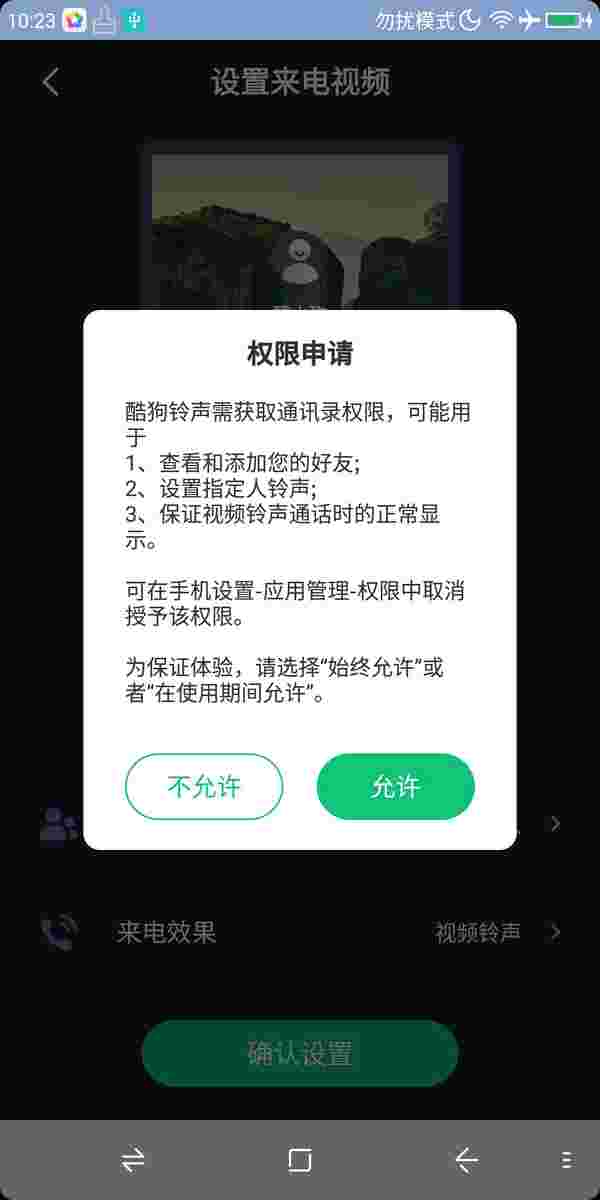 10:23
勿扰模式
设置来电视频
权限申请
酷狗铃声需获取通讯录权限，可能用
于
1、查看和添加您的好友;
2、设置指定人铃声;
3、保证视频铃声通话时的正常显
示。
可在手机设置-应用管理-权限中取消
授予该权限。
为保证体验，请选择“始终允许”或
者“在使用期间允许”。
不允许
允许
来电效果
视频铃声
确认设置